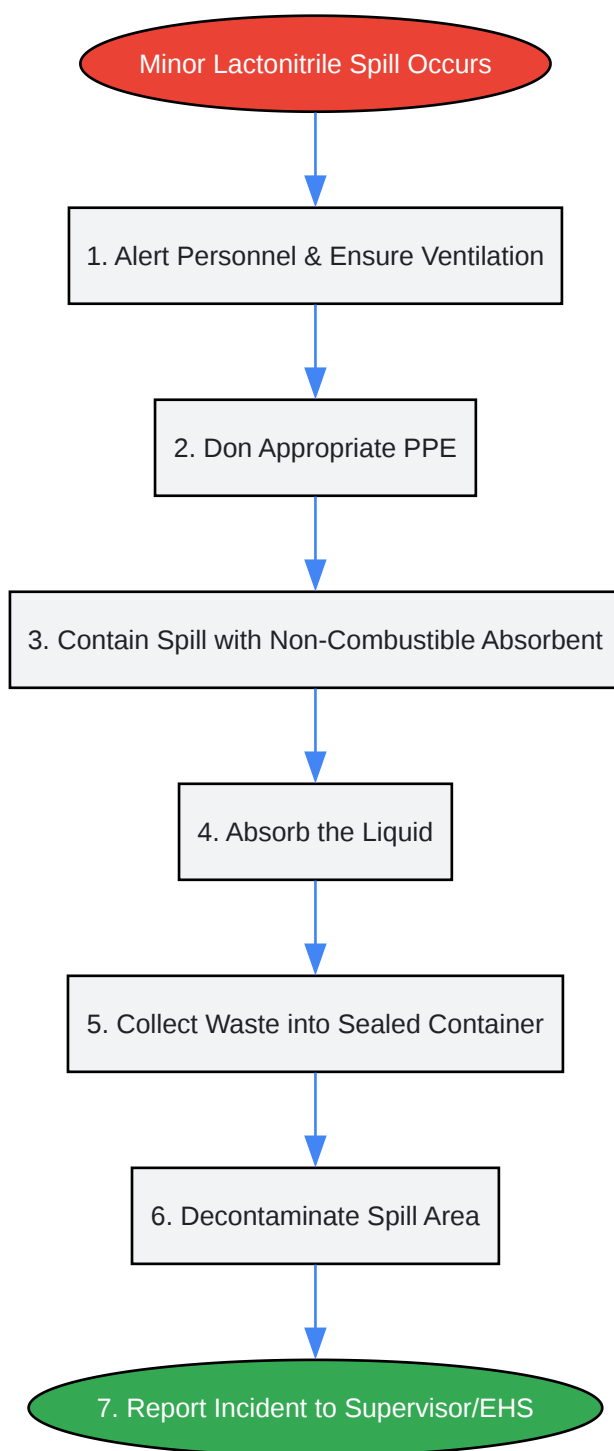 Minor Lactonitrile Spill Occurs
1. Alert Personnel & Ensure Ventilation
2. Don Appropriate PPE
3. Contain Spill with Non-Combustible Absorbent
4. Absorb the Liquid
5. Collect Waste into Sealed Container
6. Decontaminate Spill Area
7. Report Incident to Supervisor/EHS